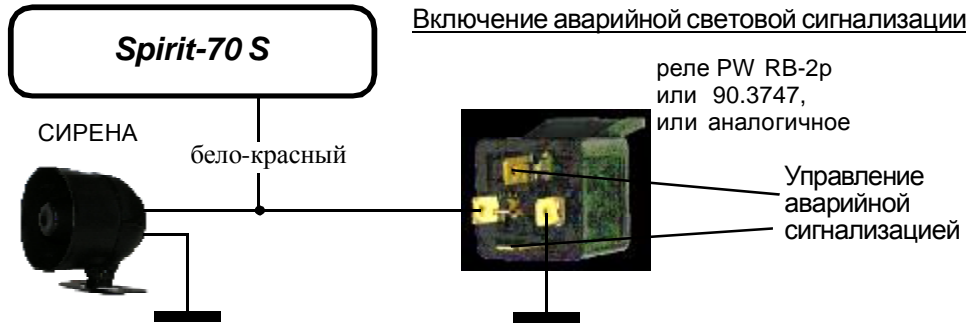 Включение аварийной световой сигнализации
Spirit-70 S
реле PW RB-2р
или 90.3747,
или аналогичное
СИРЕНА
бело-красный
Управление
аварийной
сигнализацией